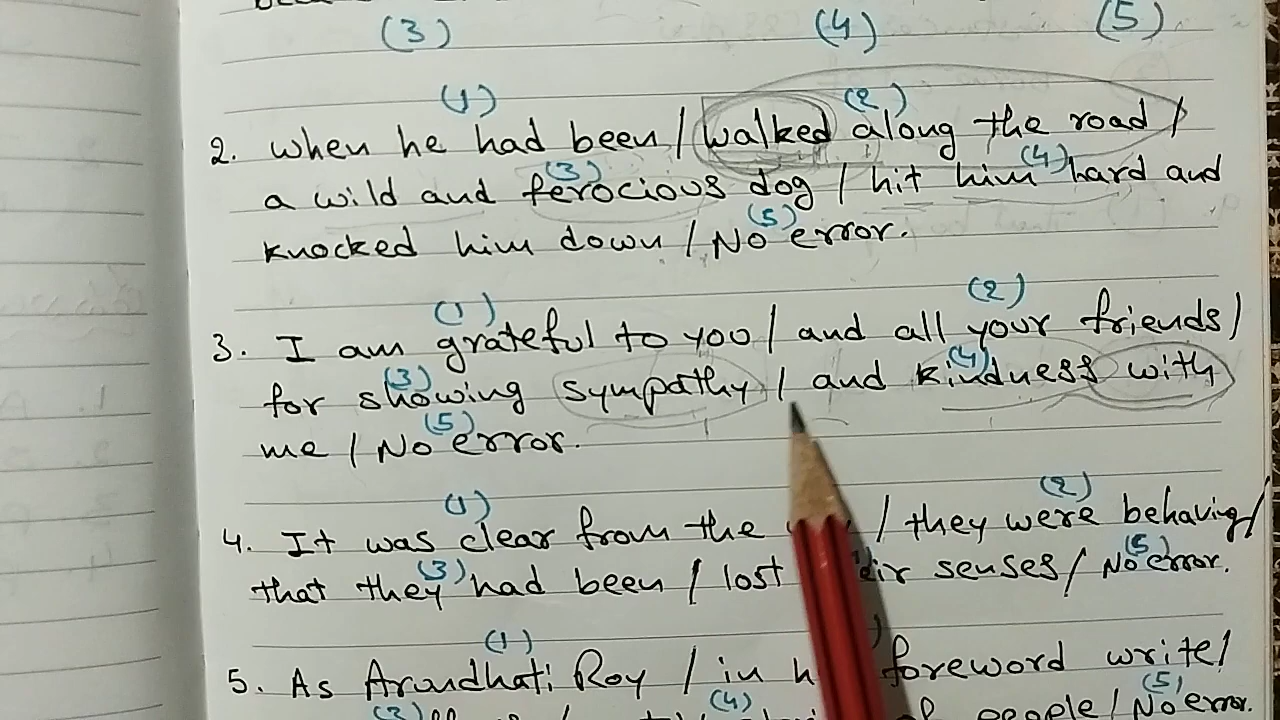 (3) (4) (5)
(1) (2)
2. When he had been / walked along the road /
(3) (4)
a wild and ferocious dog / hit him hard and
(5)
knocked him down / No error.
(1) (2)
3. I am grateful to you / and all your friends /
(3) (4)
for showing sympathy / and kindness with
(5)
me / No error.
(1) (2)
4. It was clear from the / they were behaving /
(3) (5)
that they had been / lost senses / No error.
(1)
5. As Arundhati Roy / in foreword write /
(4) (5)
people / No error.